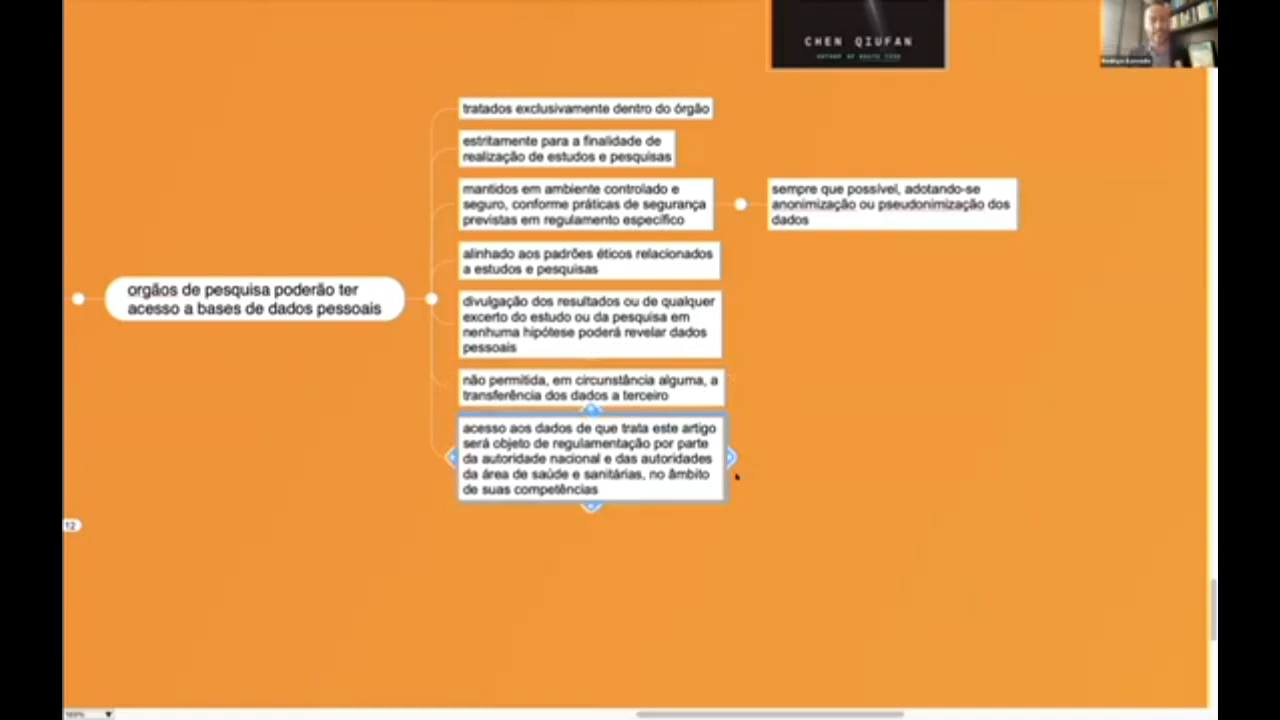 CHEN QIUFAN
tratados exclusivamente dentro do órgão
estritamente para a finalidade de
realização de estudos e pesquisas
mantidos em ambiente controlado e
seguro, conforme práticas de segurança
previstas em regulamento específico
sempre que possível, adotando-se
anonimização ou pseudonimização dos
dados
alinhado aos padrões éticos relacionados
a estudos e pesquisas
orgãos de pesquisa poderão ter
acesso a bases de dados pessoais
divulgação dos resultados ou de qualquer
excerto do estudo ou da pesquisa em
nenhuma hipótese poderá revelar dados
pessoais
não permitida, em circunstância alguma, a
transferência dos dados a terceiro
acesso aos dados de que trata este artigo
será objeto de regulamentação por parte
da autoridade nacional e das autoridades
da área de saúde e sanitárias, no âmbito
de suas competências
12